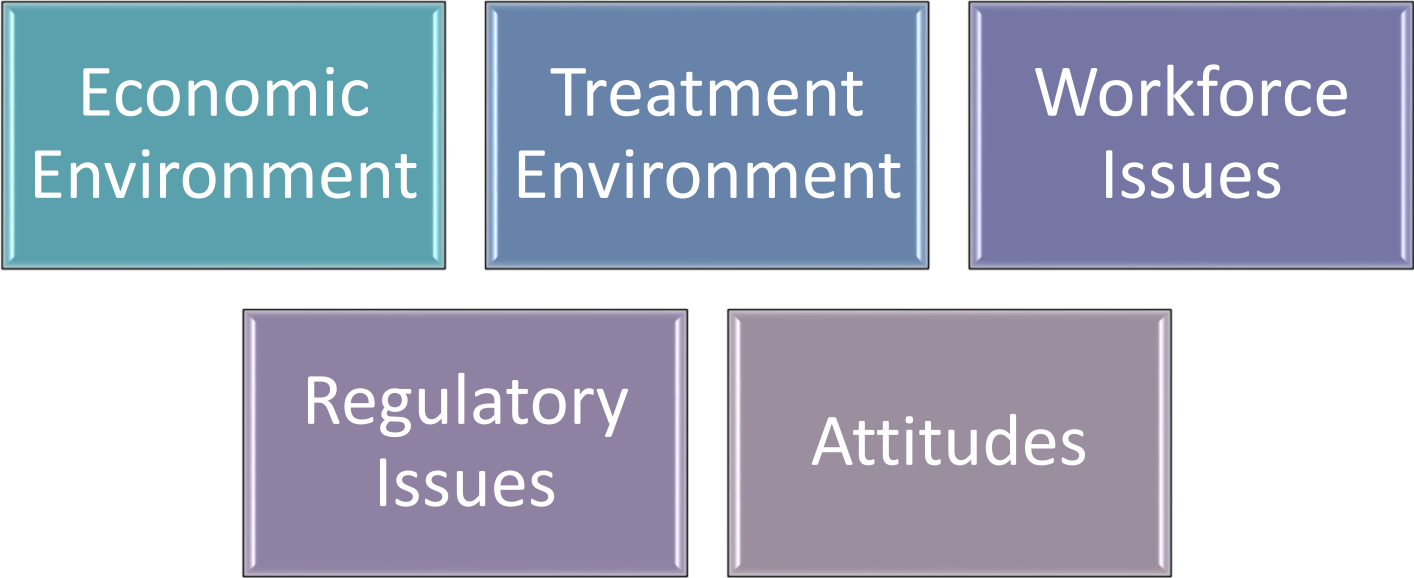 Economic
Environment
Treatment
Environment
Workforce
Issues
Regulatory
Issues
Attitudes